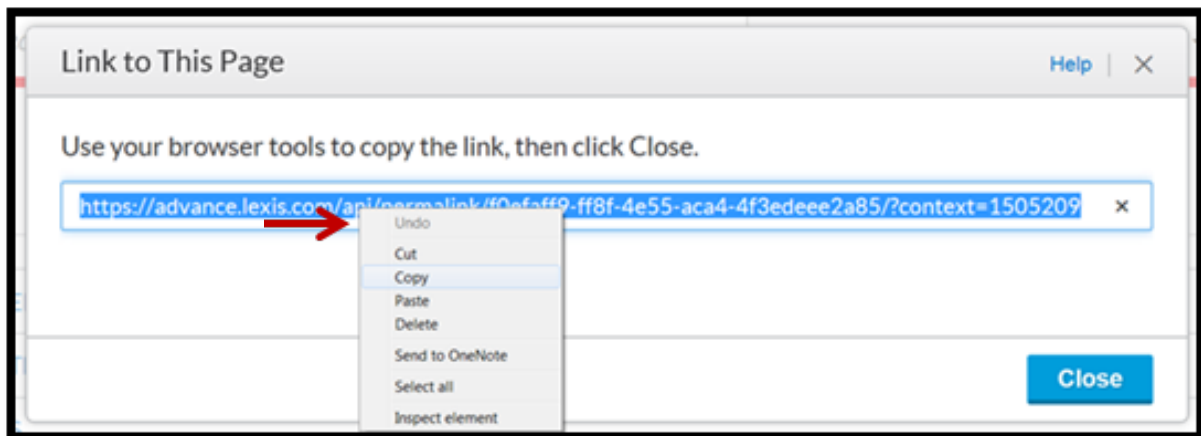 Link to This Page
Help
Use your browser tools to copy the link, then click Close.
https://advance.lexis.com/api/permalink/f0efaff9-ff8f-4e55-aca4-4f3edeee2a85/?context=1505209
Undo
Cut
Copy
Paste
Delete
Send to OneNote
Select all
Inspect element
Close